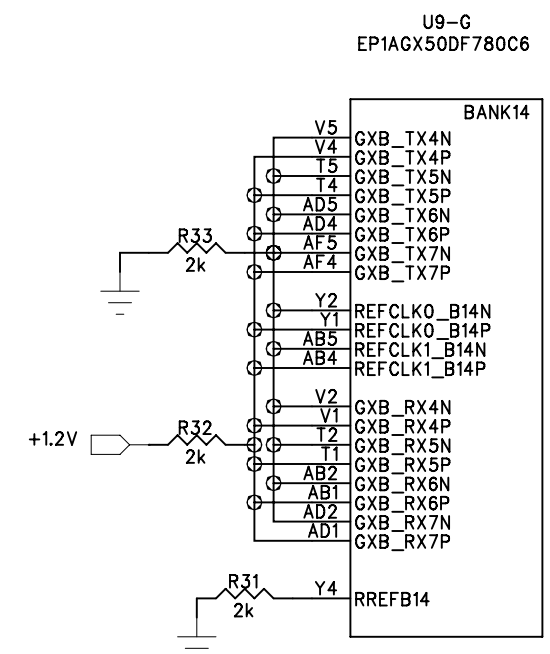 U9-G
EP1AGX50DF780C6
BANK14
V5 GXB_TX4N
V4 GXB_TX4P
T5 GXB_TX5N
T4 GXB_TX5P
AD5 GXB_TX6N
AD4 GXB_TX6P
R33 AF5 GXB_TX7N
2k AF4 GXB_TX7P
Y2 REFCLK0_B14N
Y1 REFCLK0_B14P
AB5 REFCLK1_B14N
AB4 REFCLK1_B14P
V2 GXB_RX4N
V1 GXB_RX4P
+1.2V R32 T2 GXB_RX5N
2k T1 GXB_RX5P
AB2 GXB_RX6N
AB1 GXB_RX6P
AD2 GXB_RX7N
AD1 GXB_RX7P
R31 Y4 RREFB14
2k